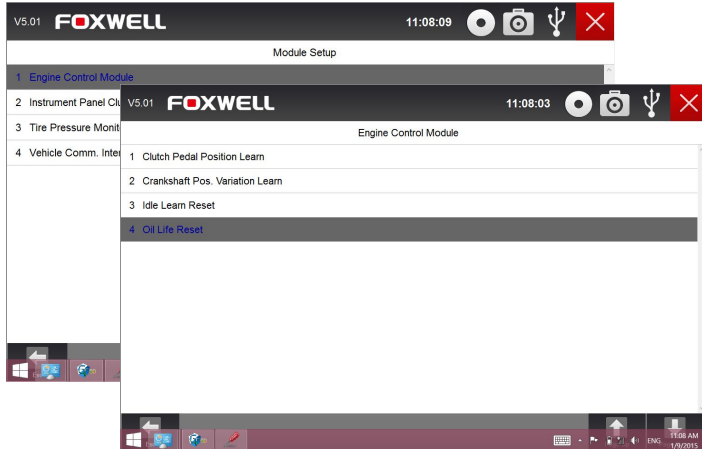 V5.01 FOXWELL 11:08:09
Module Setup
1 Engine Control Module
2 Instrument Panel Cl
3 Tire Pressure Monit
4 Vehicle Comm. Inter
V5.01 FOXWELL 11:08:03
Engine Control Module
1 Clutch Pedal Position Learn
2 Crankshaft Pos. Variation Learn
3 Idle Learn Reset
4 Oil Life Reset
ENG
11:08 AM
1/9/2015